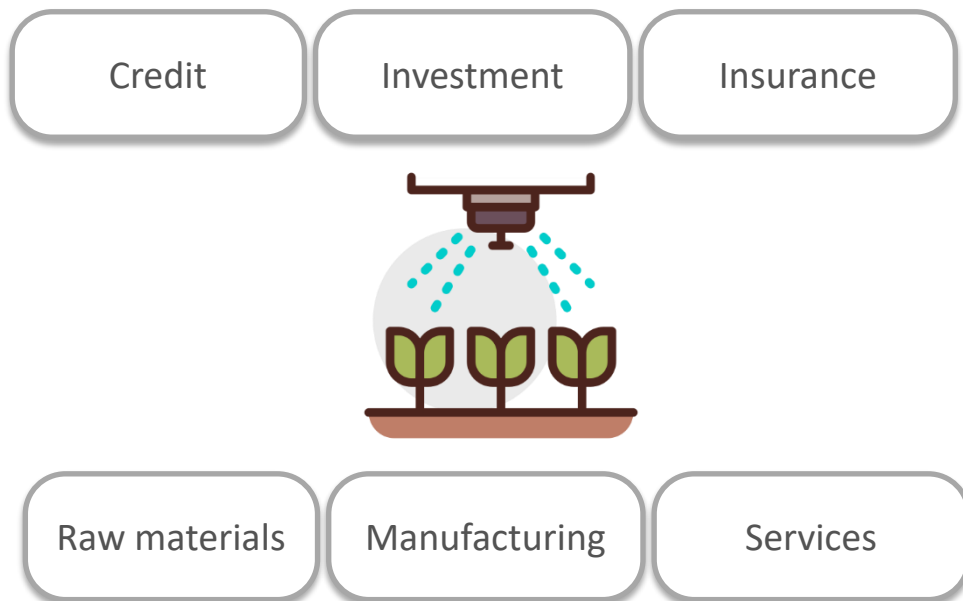 Credit
Investment
Insurance
Raw materials
Manufacturing
Services